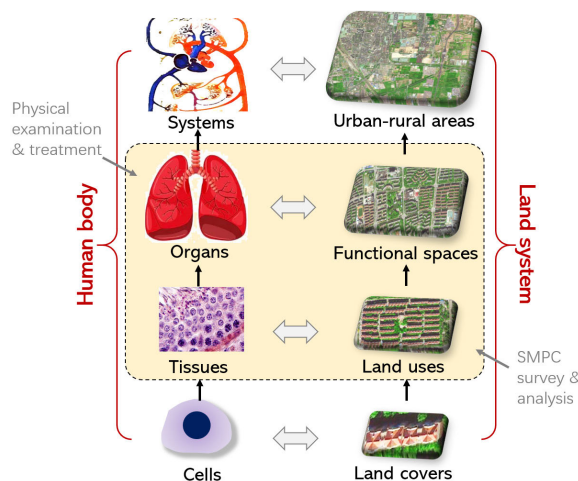 Systems
Urban-rural areas
Physical
examination
& treatment
Human body
Land system
Organs
Functional spaces
Tissues
Land uses
SMPC
survey &
analysis
Cells
Land covers